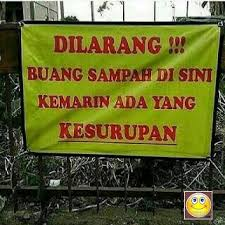 DILARANG !!!
BUANG SAMPAH DI SINI
KEMARIN ADA YANG
KESURUPAN